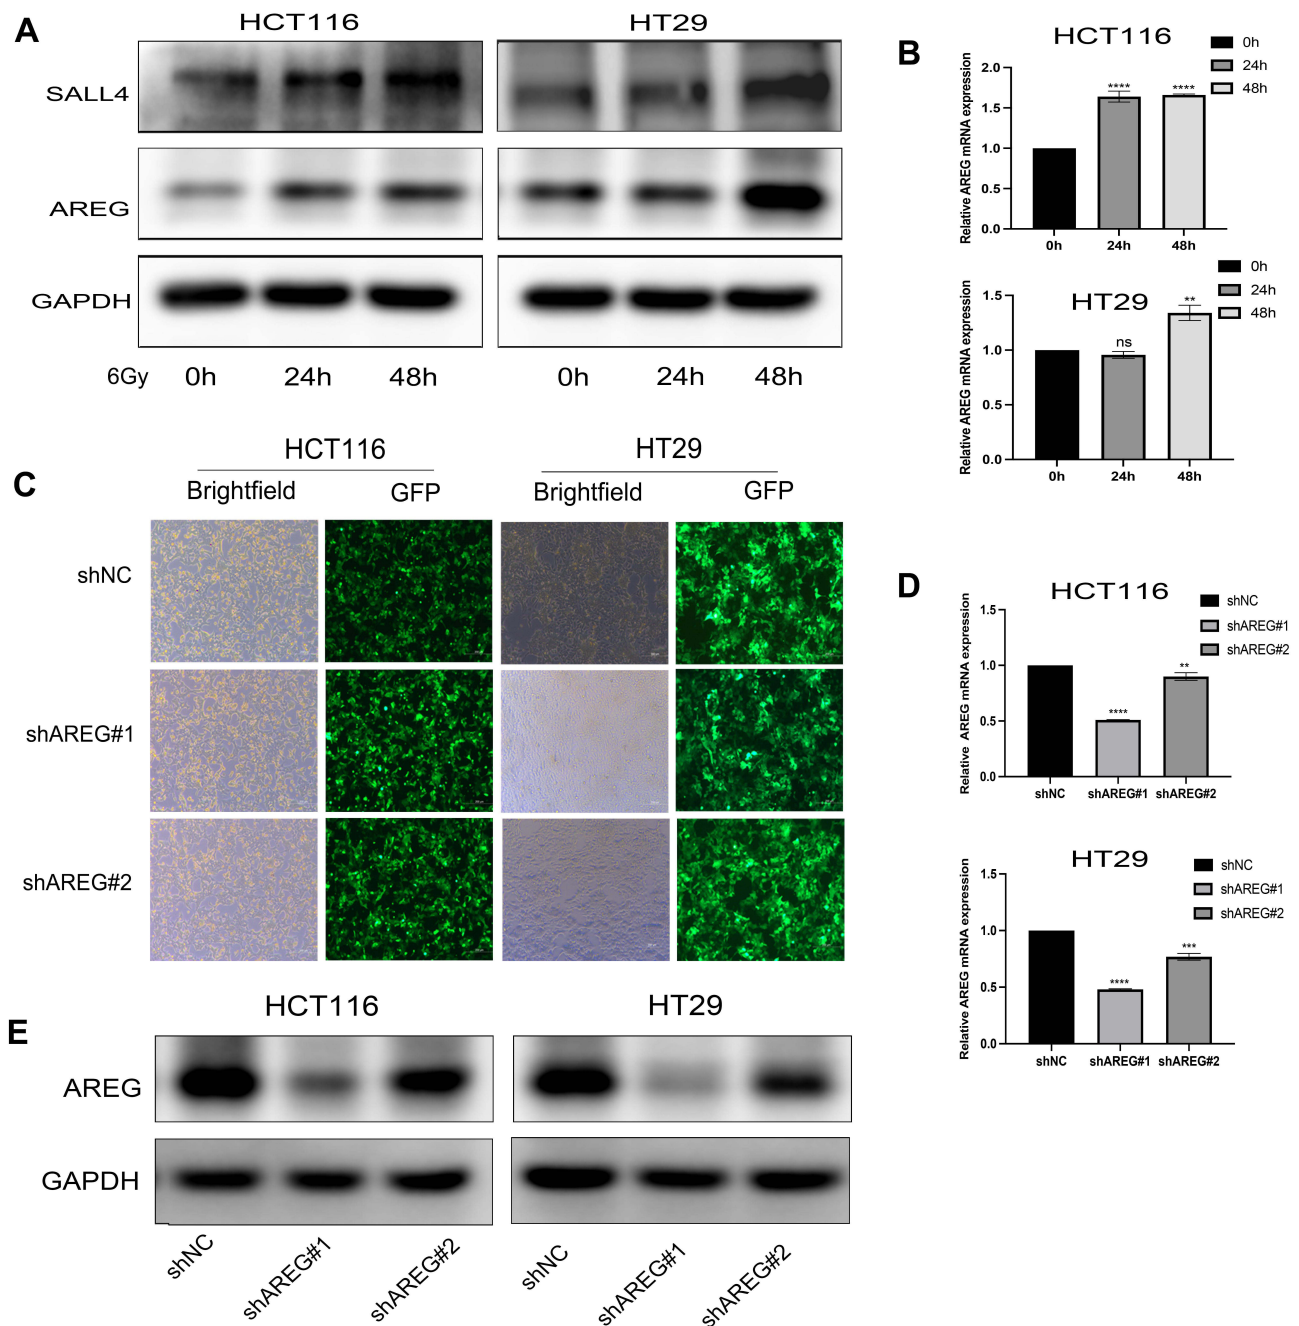 A
HCT116
HT29
SALL4
AREG
GAPDH
6Gy
0h
24h
48h
0h
24h
48h
B
HCT116
0h
24h
48h
Relative AREG mRNA expression
2.0
1.5
1.0
0.5
0.0
****
****
0h
24h
48h
HT29
0h
24h
48h
Relative AREG mRNA expression
1.5
1.0
0.5
0.0
ns
**
0h
24h
48h
C
HCT116
HT29
Brightfield
GFP
Brightfield
GFP
shNC
shAREG#1
shAREG#2
D
HCT116
shNC
shAREG#1
shAREG#2
Relative AREG mRNA expression
1.5
1.0
0.5
0.0
****
**
shNC
shAREG#1
shAREG#2
HT29
shNC
shAREG#1
shAREG#2
Relative AREG mRNA expression
1.5
1.0
0.5
0.0
****
***
shNC
shAREG#1
shAREG#2
E
HCT116
HT29
AREG
GAPDH
shNC
shAREG#1
shAREG#2
shNC
shAREG#1
shAREG#2